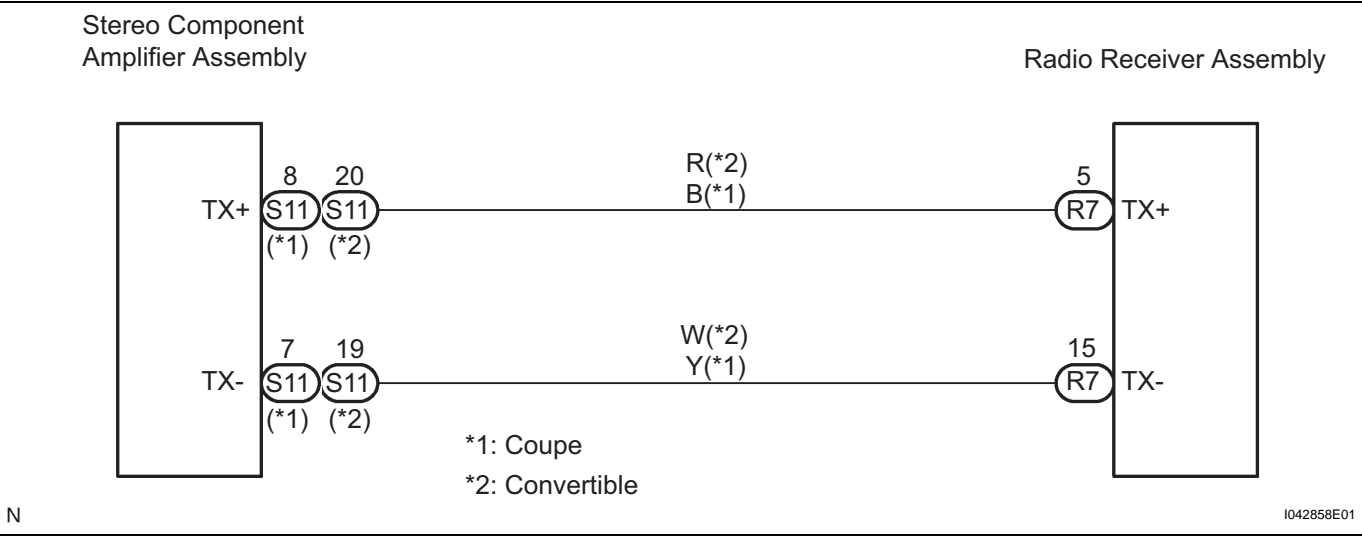 Stereo Component
Amplifier Assembly
Radio Receiver Assembly
R(*2)
B(*1)
8 20
5
TX+ S11 S11
R7 TX+
(*1) (*2)
W(*2)
Y(*1)
7 19
15
TX- S11 S11
R7 TX-
(*1) (*2)
*1: Coupe
*2: Convertible
N
I042858E01